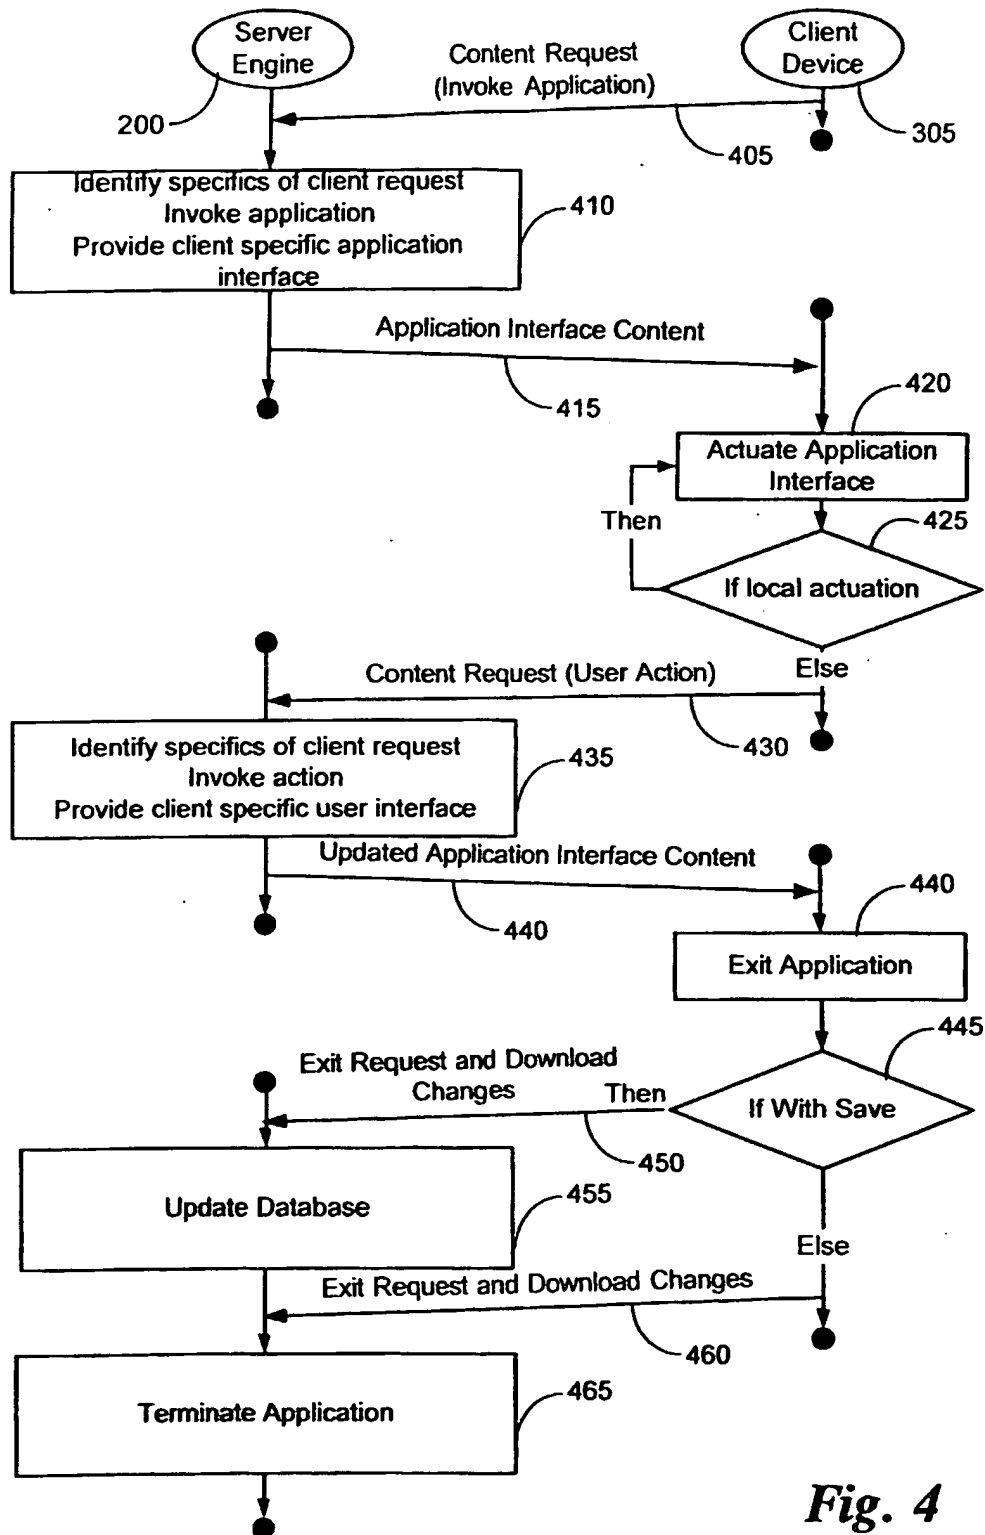 Server
Engine
Client
Device
Content Request
(Invoke Application)
200
405
305
Identify specifics of client request
Invoke application
Provide client specific application
interface
410
Application Interface Content
415
420
Actuate Application
Interface
Then
425
If local actuation
Else
Content Request (User Action)
430
Identify specifics of client request
Invoke action
Provide client specific user interface
435
Updated Application Interface Content
440
440
Exit Application
445
Exit Request and Download
Changes
Then
If With Save
450
Update Database
455
Else
Exit Request and Download Changes
460
Terminate Application
465
Fig. 4